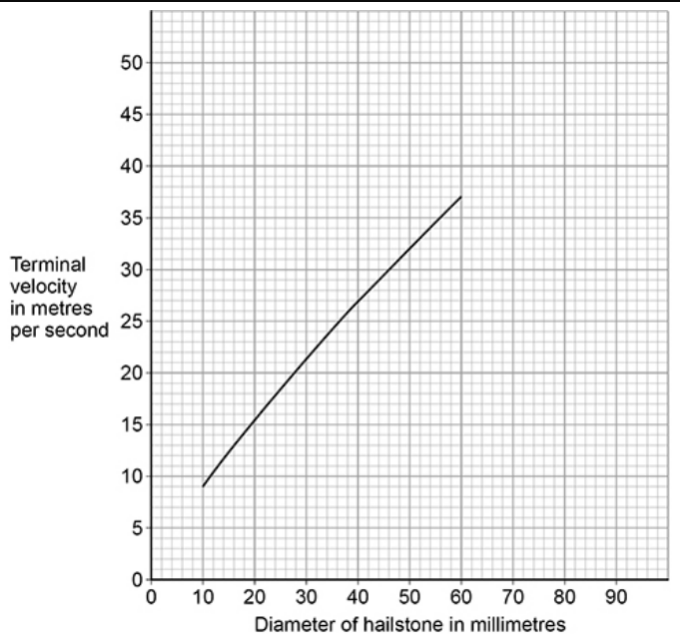 50
45
40
35
30
25
20
15
10
5
0
Terminal
velocity
in metres
per second
0 10 20 30 40 50 60 70 80 90
Diameter of hailstone in millimetres